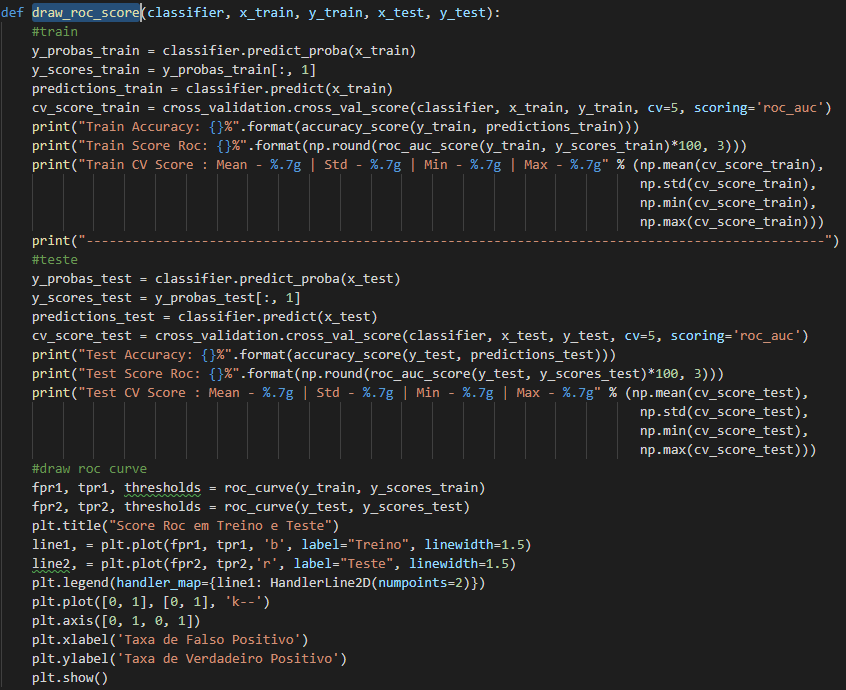 def draw_roc_score(classifier, x_train, y_train, x_test, y_test):
    #train
    y_probas_train = classifier.predict_proba(x_train)
    y_scores_train = y_probas_train[:, 1]
    predictions_train = classifier.predict(x_train)
    cv_score_train = cross_validation.cross_val_score(classifier, x_train, y_train, cv=5, scoring='roc_auc')
    print("Train Accuracy: {}%".format(accuracy_score(y_train, predictions_train)))
    print("Train Score Roc: {}%".format(np.round(roc_auc_score(y_train, y_scores_train)*100, 3)))
    print("Train CV Score : Mean - %.7g | Std - %.7g | Min - %.7g | Max - %.7g" % (np.mean(cv_score_train),
                                                                               np.std(cv_score_train),
                                                                               np.min(cv_score_train),
                                                                               np.max(cv_score_train)))
    print("------------------------------------------------------------------------------------------------")
    #teste
    y_probas_test = classifier.predict_proba(x_test)
    y_scores_test = y_probas_test[:, 1]
    predictions_test = classifier.predict(x_test)
    cv_score_test = cross_validation.cross_val_score(classifier, x_test, y_test, cv=5, scoring='roc_auc')
    print("Test Accuracy: {}%".format(accuracy_score(y_test, predictions_test)))
    print("Test Score Roc: {}%".format(np.round(roc_auc_score(y_test, y_scores_test)*100, 3)))
    print("Test CV Score : Mean - %.7g | Std - %.7g | Min - %.7g | Max - %.7g" % (np.mean(cv_score_test),
                                                                               np.std(cv_score_test),
                                                                               np.min(cv_score_test),
                                                                               np.max(cv_score_test)))
    #draw roc curve
    fpr1, tpr1, thresholds = roc_curve(y_train, y_scores_train)
    fpr2, tpr2, thresholds = roc_curve(y_test, y_scores_test)
    plt.title("Score Roc em Treino e Teste")
    line1, = plt.plot(fpr1, tpr1, 'b', label="Treino", linewidth=1.5)
    line2, = plt.plot(fpr2, tpr2,'r', label="Teste", linewidth=1.5)
    plt.legend(handler_map={line1: HandlerLine2D(numpoints=2)})
    plt.plot([0, 1], [0, 1], 'k--')
    plt.axis([0, 1, 0, 1])
    plt.xlabel('Taxa de Falso Positivo')
    plt.ylabel('Taxa de Verdadeiro Positivo')
    plt.show()